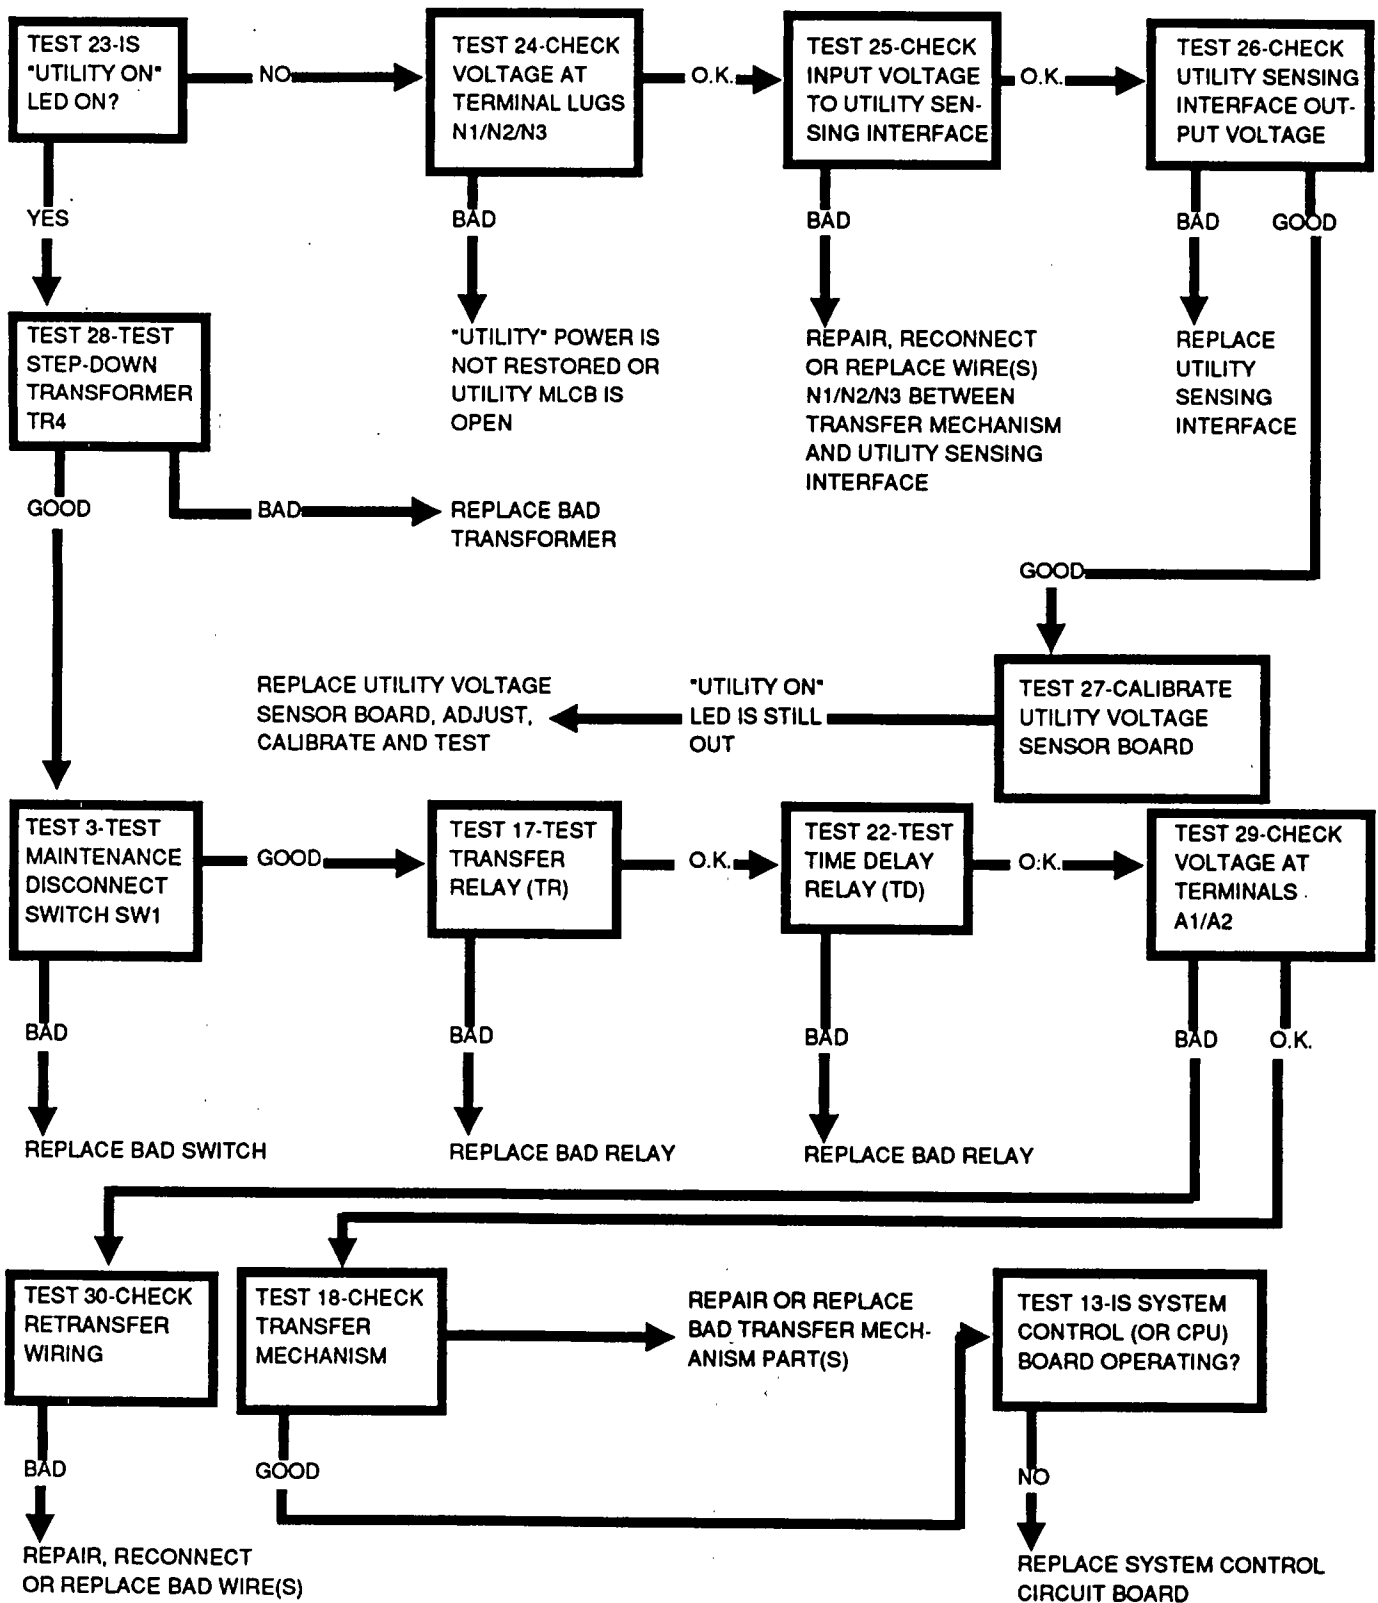 TEST 23-IS
"UTILITY ON"
LED ON?
NO
TEST 24-CHECK
VOLTAGE AT
TERMINAL LUGS
N1/N2/N3
O.K.
TEST 25-CHECK
INPUT VOLTAGE
TO UTILITY SEN-
SING INTERFACE
O.K.
TEST 26-CHECK
UTILITY SENSING
INTERFACE OUT-
PUT VOLTAGE
YES
BAD
BAD
BAD
GOOD
TEST 28-TEST
STEP-DOWN
TRANSFORMER
TR4
"UTILITY" POWER IS
NOT RESTORED OR
UTILITY MLCB IS
OPEN
REPAIR, RECONNECT
OR REPLACE WIRE(S)
N1/N2/N3 BETWEEN
TRANSFER MECHANISM
AND UTILITY SENSING
INTERFACE
REPLACE
UTILITY
SENSING
INTERFACE
GOOD
BAD
REPLACE BAD
TRANSFORMER
GOOD
REPLACE UTILITY VOLTAGE
SENSOR BOARD, ADJUST,
CALIBRATE AND TEST
"UTILITY ON"
LED IS STILL
OUT
TEST 27-CALIBRATE
UTILITY VOLTAGE
SENSOR BOARD
TEST 3-TEST
MAINTENANCE
DISCONNECT
SWITCH SW1
GOOD
TEST 17-TEST
TRANSFER
RELAY (TR)
O.K.
TEST 22-TEST
TIME DELAY
RELAY (TD)
O.K.
TEST 29-CHECK
VOLTAGE AT
TERMINALS
A1/A2
BAD
BAD
BAD
BAD
O.K.
REPLACE BAD SWITCH
REPLACE BAD RELAY
REPLACE BAD RELAY
TEST 30-CHECK
RETRANSFER
WIRING
TEST 18-CHECK
TRANSFER
MECHANISM
REPAIR OR REPLACE
BAD TRANSFER MECH-
ANISM PART(S)
TEST 13-IS SYSTEM
CONTROL (OR CPU)
BOARD OPERATING?
BAD
GOOD
NO
REPAIR, RECONNECT
OR REPLACE BAD WIRE(S)
REPLACE SYSTEM CONTROL
CIRCUIT BOARD